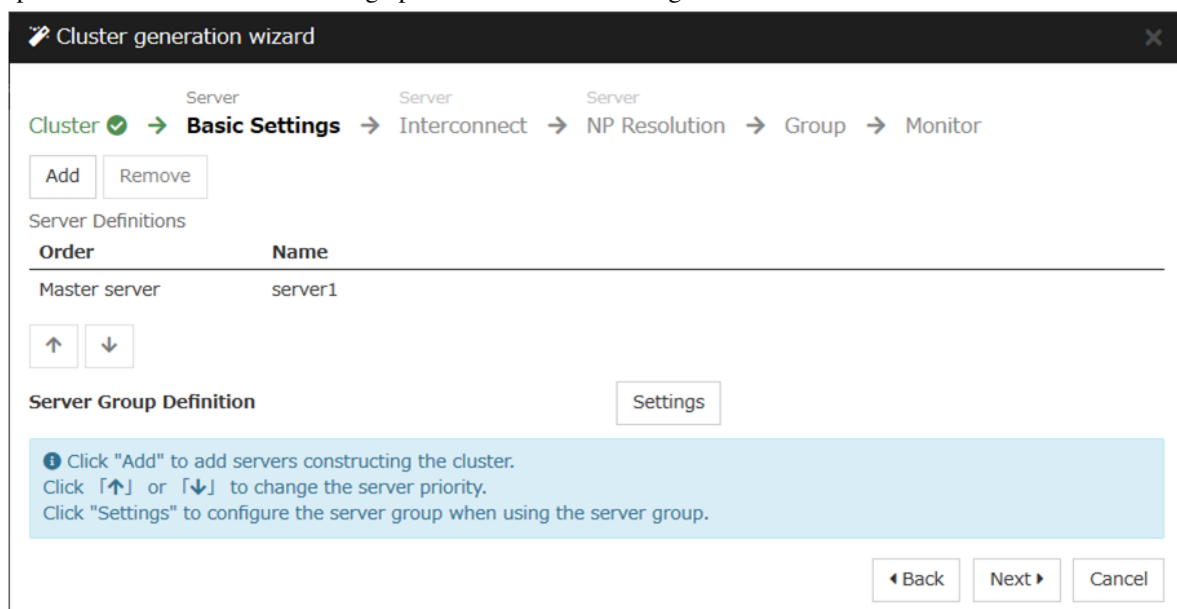 Cluster generation wizard
Server Server Server
Cluster → Basic Settings → Interconnect → NP Resolution → Group → Monitor
Add Remove
Server Definitions
Order Name
Master server server1
↑ ↓
Server Group Definition Settings
Click "Add" to add servers constructing the cluster.
Click 「↑」 or 「↓」 to change the server priority.
Click "Settings" to configure the server group when using the server group.
Back Next Cancel